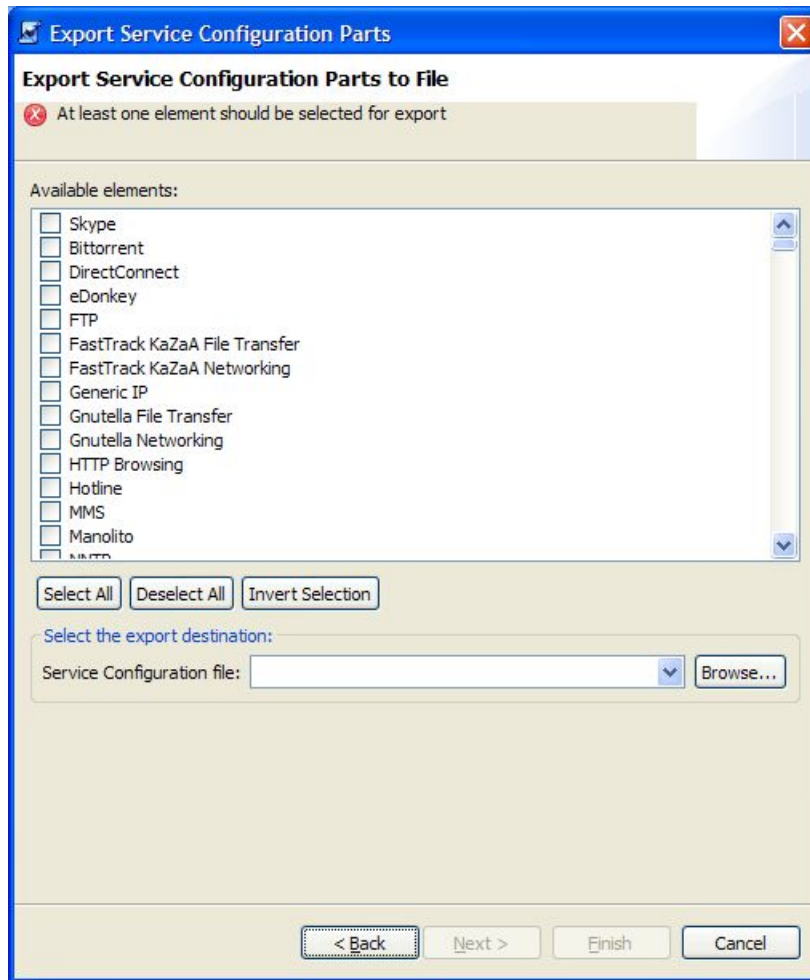 Export Service Configuration Parts
Export Service Configuration Parts to File
At least one element should be selected for export
Available elements:
Skype
Bittorrent
DirectConnect
eDonkey
FTP
FastTrack KaZaA File Transfer
FastTrack KaZaA Networking
Generic IP
Gnutella File Transfer
Gnutella Networking
HTTP Browsing
Hotline
MMS
Manolito
NNTP
Select All Deselect All Invert Selection
Select the export destination:
Service Configuration file: Browse...
< Back Next > Finish Cancel